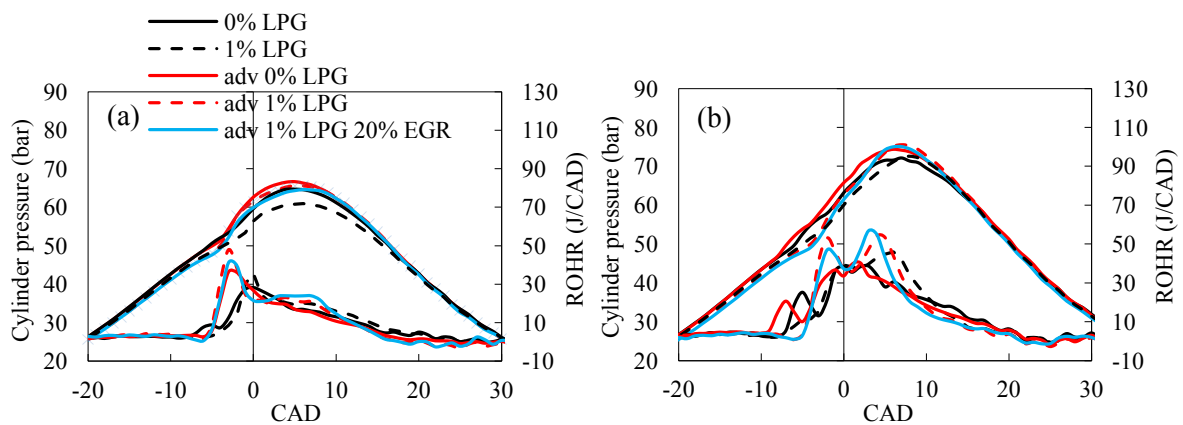 0% LPG
1% LPG
adv 0% LPG
adv 1% LPG
adv 1% LPG 20% EGR
(a)
Cylinder pressure (bar)
90
80
70
60
50
40
30
20
130
110
90
70
50
30
10
-10
ROHR (J/CAD)
-20 -10 0 10 20 30
CAD
(b)
Cylinder pressure (bar)
90
80
70
60
50
40
30
20
130
110
90
70
50
30
10
-10
ROHR (J/CAD)
-20 -10 0 10 20 30
CAD